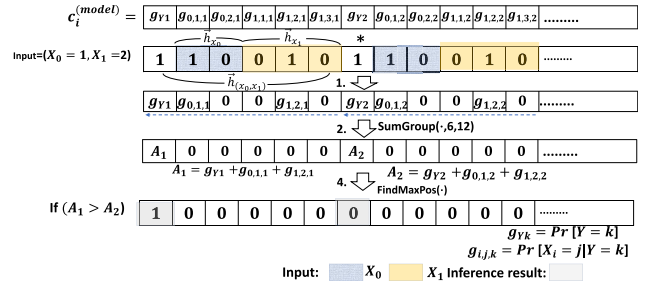 c_i^(model) = g_Y1 g_0,1,1 g_0,2,1 g_1,1,1 g_1,2,1 g_1,3,1 g_Y2 g_0,1,2 g_0,2,2 g_1,1,2 g_1,2,2 g_1,3,2 .........
h⃗_x0 h⃗_x1 *
Input=(X_0 = 1, X_1 =2) 1 1 0 0 1 0 1 1 0 0 1 0 .........
h⃗_(x0,x1) 1.
g_Y1 g_0,1,1 0 0 g_1,2,1 0 g_Y2 g_0,1,2 0 0 g_1,2,2 0 .........
2. SumGroup(·,6,12)
A_1 0 0 0 0 0 A_2 0 0 0 0 0 .........
A_1 = g_Y1 + g_0,1,1 + g_1,2,1 A_2 = g_Y2 + g_0,1,2 + g_1,2,2
4. FindMaxPos(·)
If (A_1 > A_2) 1 0 0 0 0 0 0 0 0 0 0 0 .........
g_Yk = Pr [Y = k]
g_i,j,k = Pr [X_i = j|Y = k]
Input: X_0 X_1 Inference result: